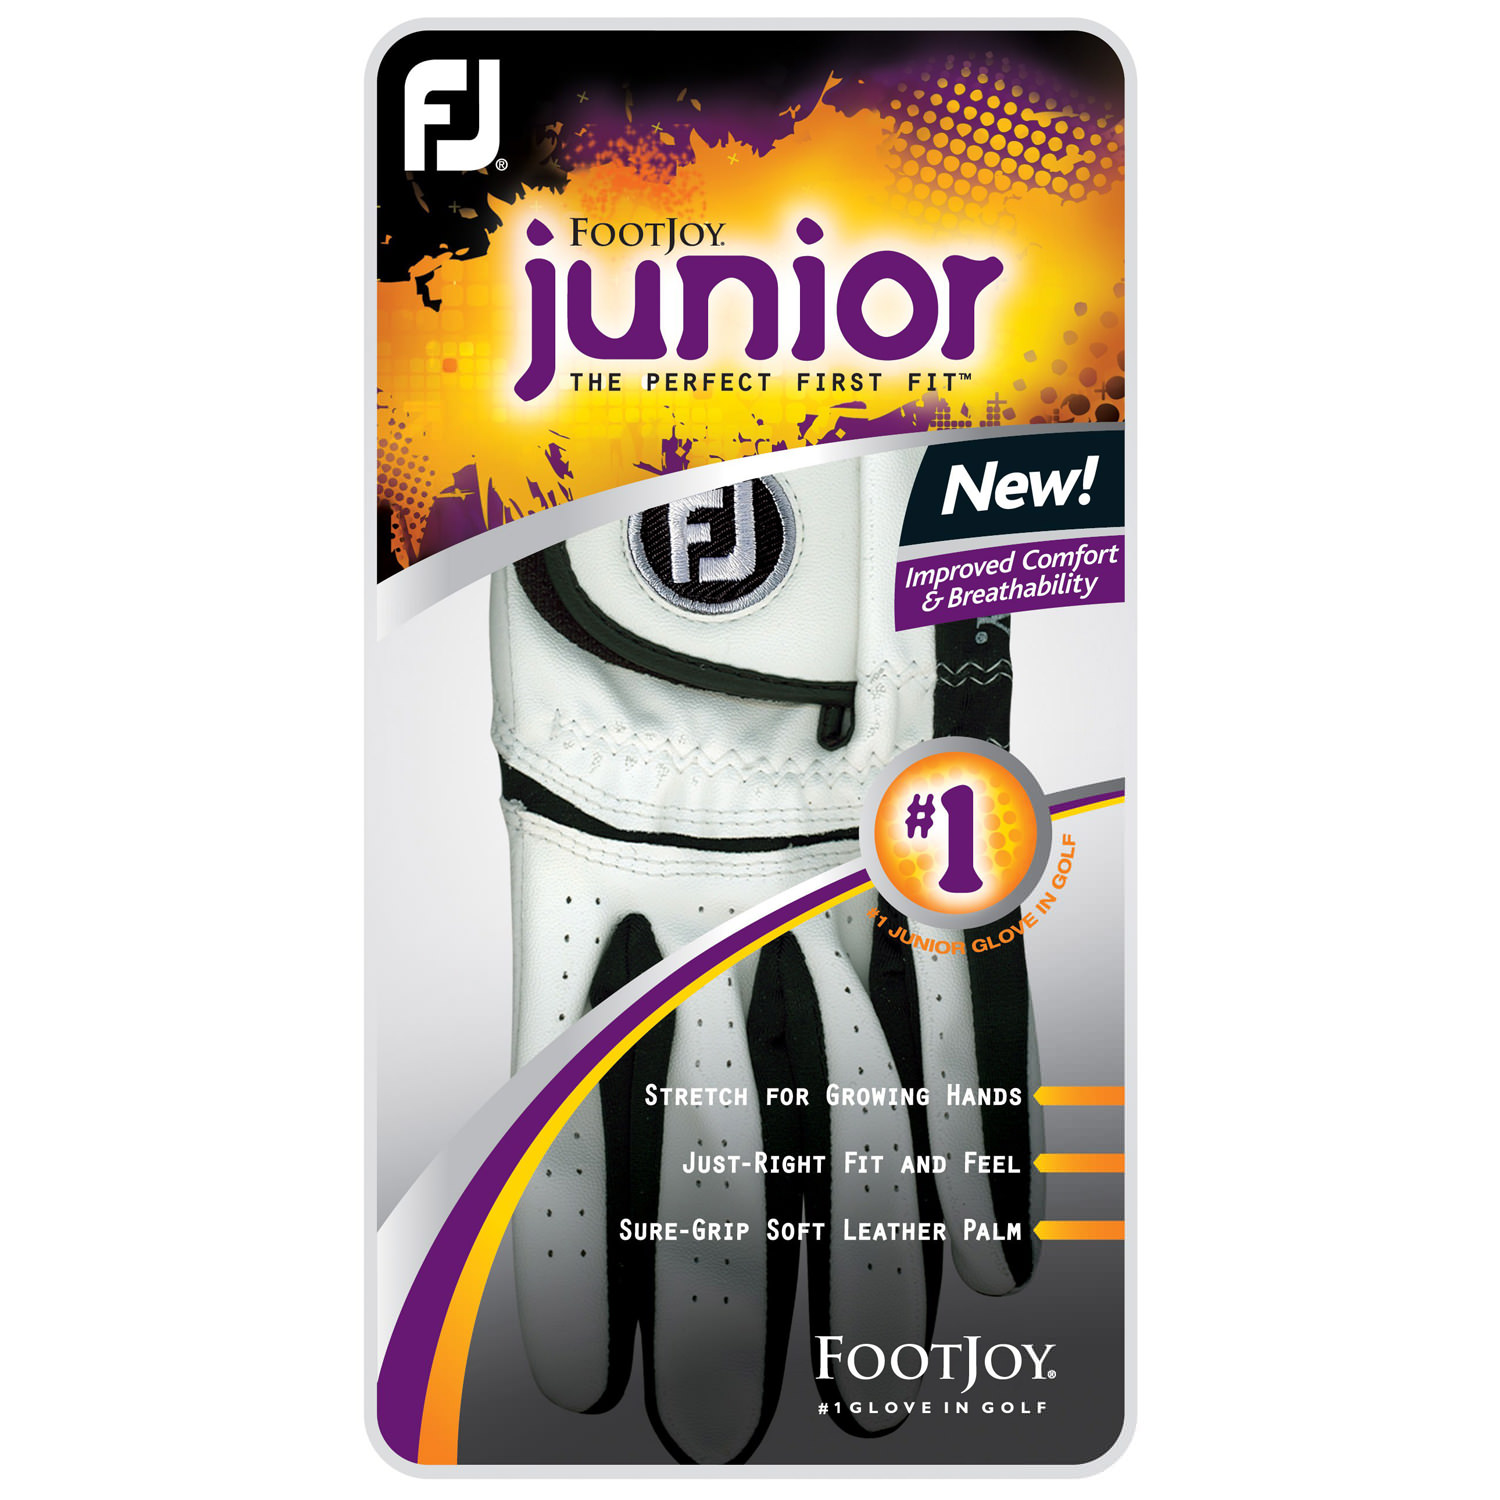 FJ®
FOOTJOY®
junior
THE PERFECT FIRST FIT™
New!
Improved Comfort
& Breathability
FJ
#1
#1 JUNIOR GLOVE IN GOLF
STRETCH FOR GROWING HANDS
JUST-RIGHT FIT AND FEEL
SURE-GRIP SOFT LEATHER PALM
FOOTJOY®
#1 GLOVE IN GOLF